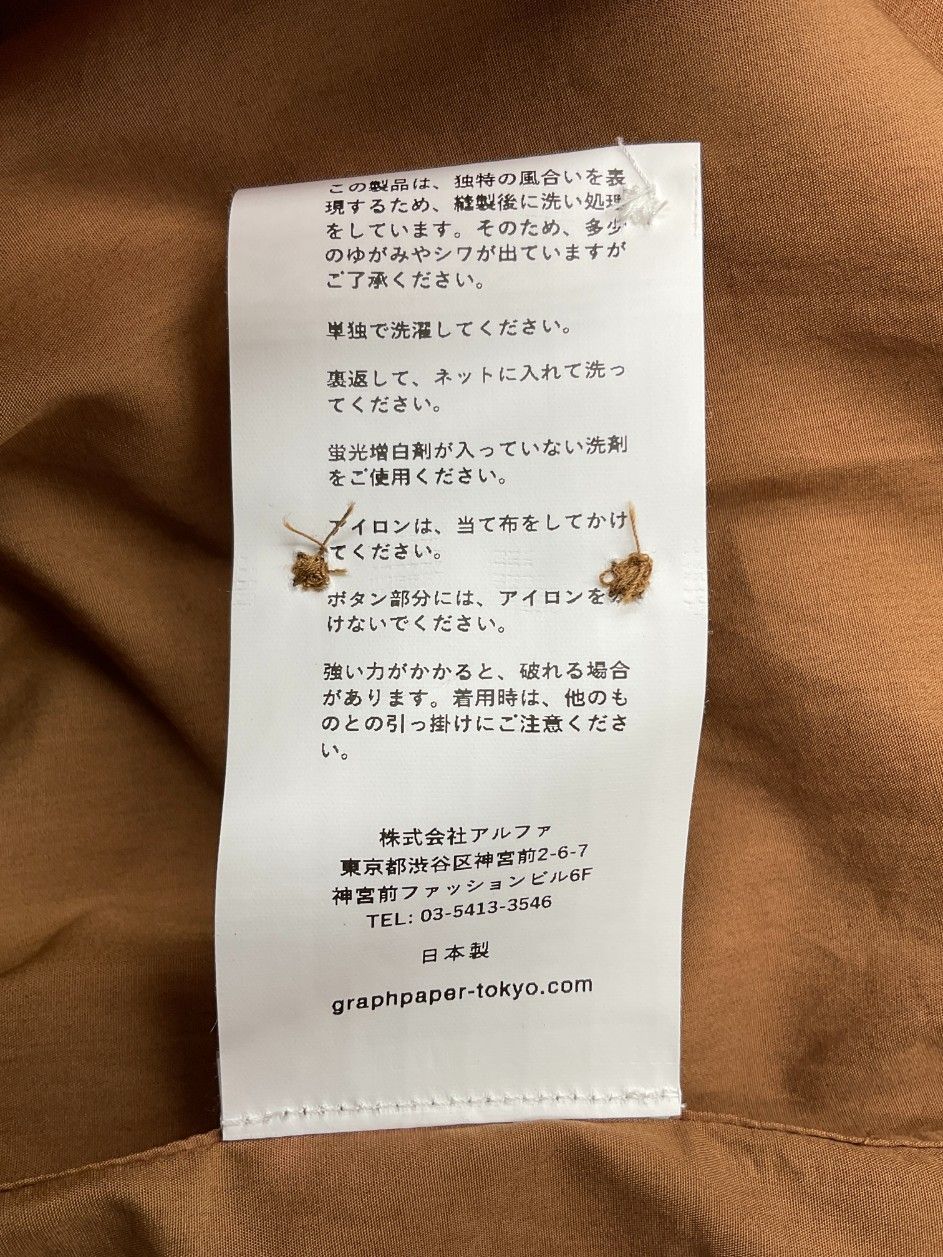 この製品は、独特の風合いを表
現するため、縫製後に洗い処理
をしています。そのため、多少
のゆがみやシワが出ていますが
ご了承ください。
単独で洗濯してください。
裏返して、ネットに入れて洗っ
てください。
蛍光増白剤が入っていない洗剤
をご使用ください。
アイロンは、当て布をしてかけ
てください。
ボタン部分には、アイロンをか
けないでください。
強い力がかかると、破れる場合
があります。着用時は、他のも
のとの引っ掛けにご注意くださ
い。
株式会社アルファ
東京都渋谷区神宮前2-6-7
神宮前ファッションビル6F
TEL: 03-5413-3546
日本製
graphpaper-tokyo.com